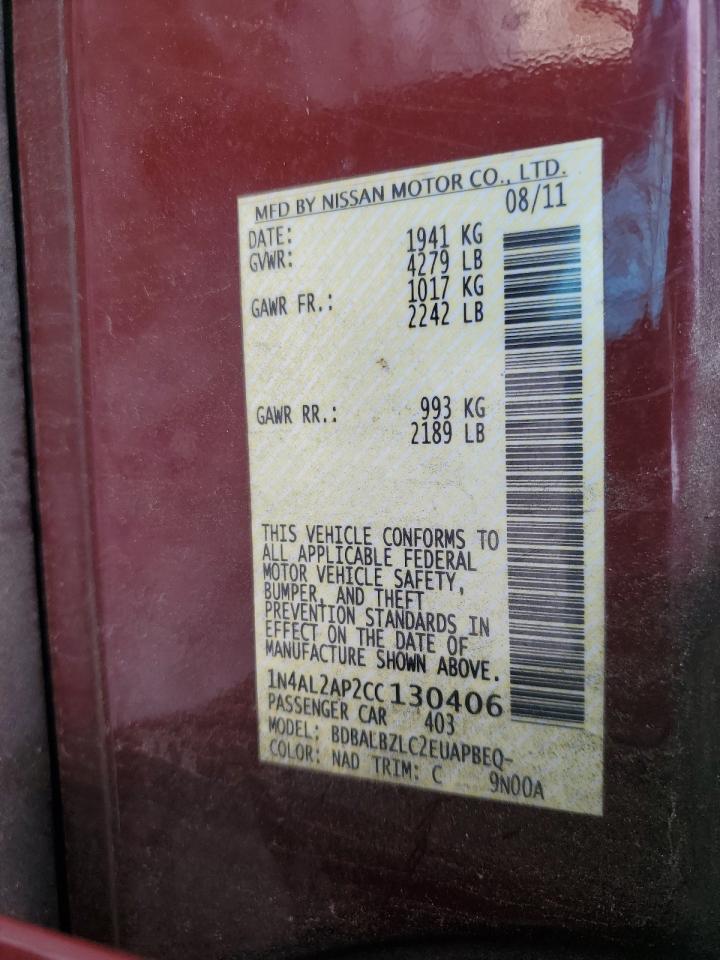 MFD BY NISSAN MOTOR CO., LTD.
DATE: 08/11
GVWR: 1941 KG
4279 LB
GAWR FR.: 1017 KG
2242 LB
GAWR RR.: 993 KG
2189 LB
THIS VEHICLE CONFORMS TO
ALL APPLICABLE FEDERAL
MOTOR VEHICLE SAFETY,
BUMPER, AND THEFT
PREVENTION STANDARDS IN
EFFECT ON THE DATE OF
MANUFACTURE SHOWN ABOVE.
1N4AL2AP2CC130406
PASSENGER CAR 403
MODEL: BDBALBZLC2EUAPBEQ-
COLOR: NAD TRIM: C 9N00A